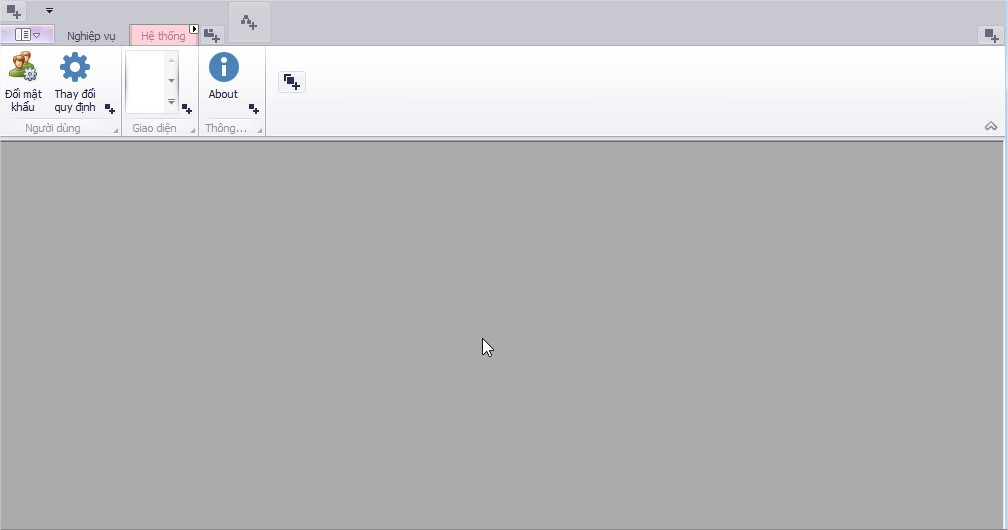 Nghiệp vụ
Hệ thống
Đổi mật
khẩu
Thay đổi
quy định
About
Người dùng
Giao diện
Thông...